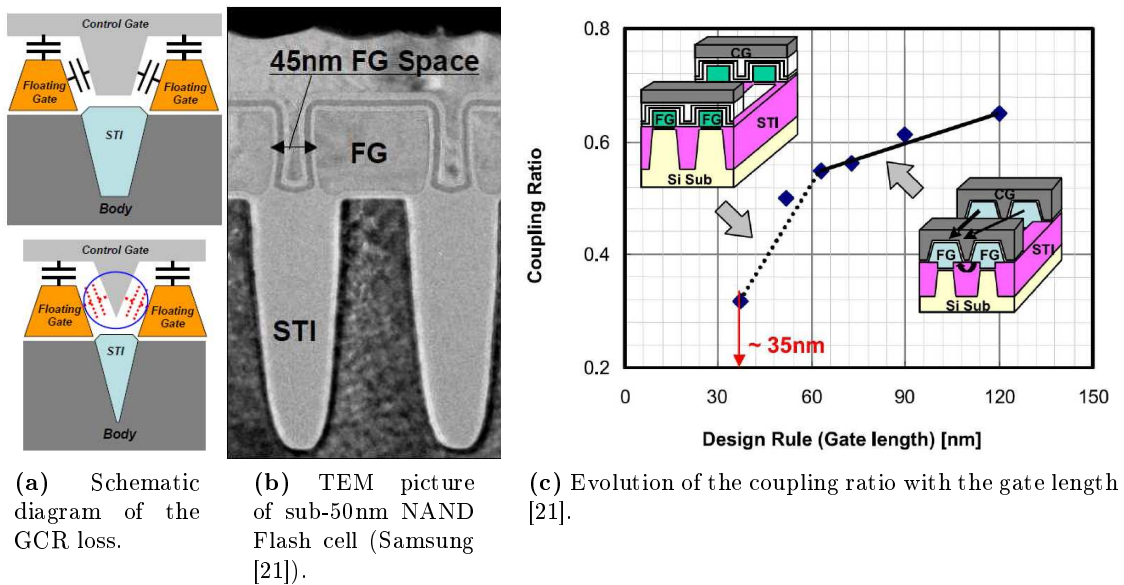 Control Gate
Floating
Gate
Floating
Gate
STI
Body
Control Gate
Floating
Gate
Floating
Gate
STI
Body
(a) Schematic
diagram of the
GCR loss.
45nm FG Space
FG
STI
(b) TEM picture
of sub-50nm NAND
Flash cell (Samsung
[21]).
Coupling Ratio
0.8
0.6
0.4
0.2
CG
FG
FG
STI
Si Sub
CG
FG
FG
STI
Si Sub
~ 35nm
0 30 60 90 120 150
Design Rule (Gate length) [nm]
(c) Evolution of the coupling ratio with the gate length
[21].